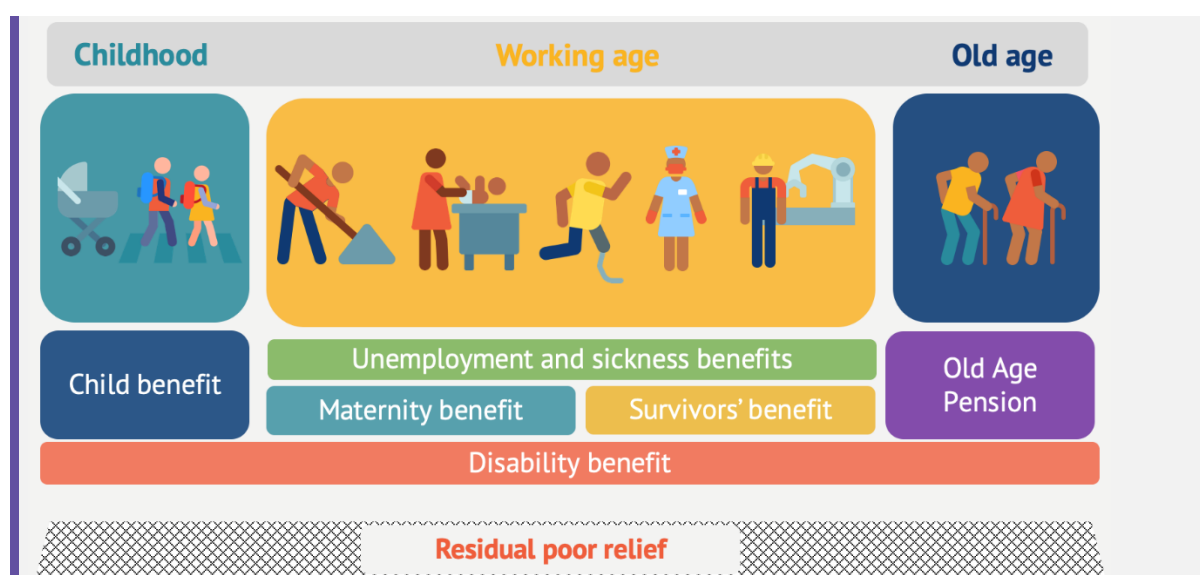 Childhood
Working age
Old age
Child benefit
Unemployment and sickness benefits
Maternity benefit
Survivors' benefit
Old Age
Pension
Disability benefit
Residual poor relief